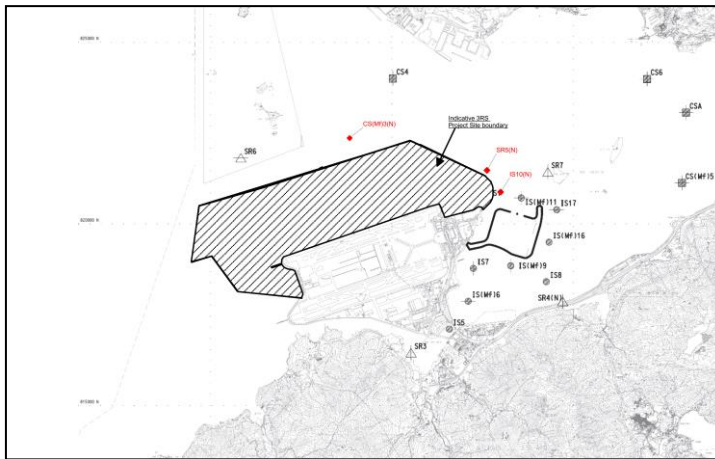 CS4
CS6
CSA
Indicative 3RS
Project Site boundary
CS(Mf)3(N)
SR6
SR5(N)
SR7
CS(Mf)5
IS10(N)
IS(Mf)11
IS17
IS(Mf)16
IS7
IS(Mf)9
IS8
IS(Mf)6
SR4(N)
IS5
SR3